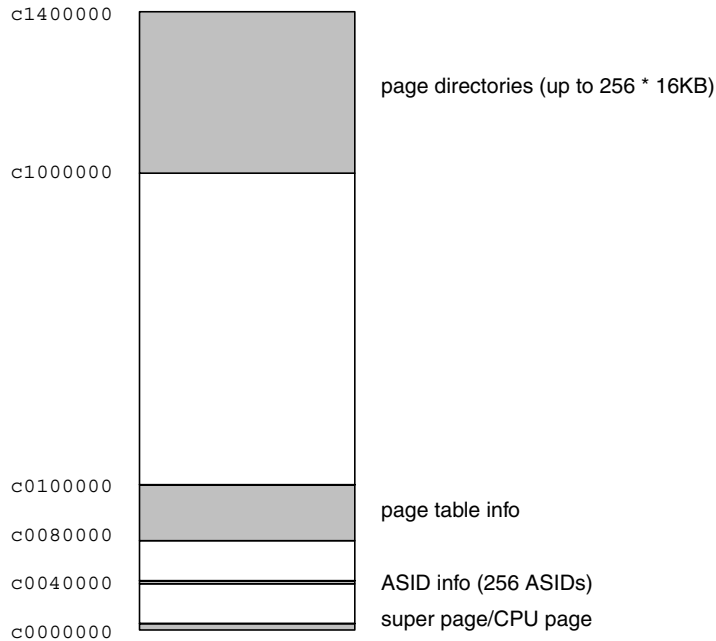 c1400000
page directories (up to 256 * 16KB)
c1000000
c0100000
page table info
c0080000
c0040000 ASID info (256 ASIDs)
super page/CPU page
c0000000